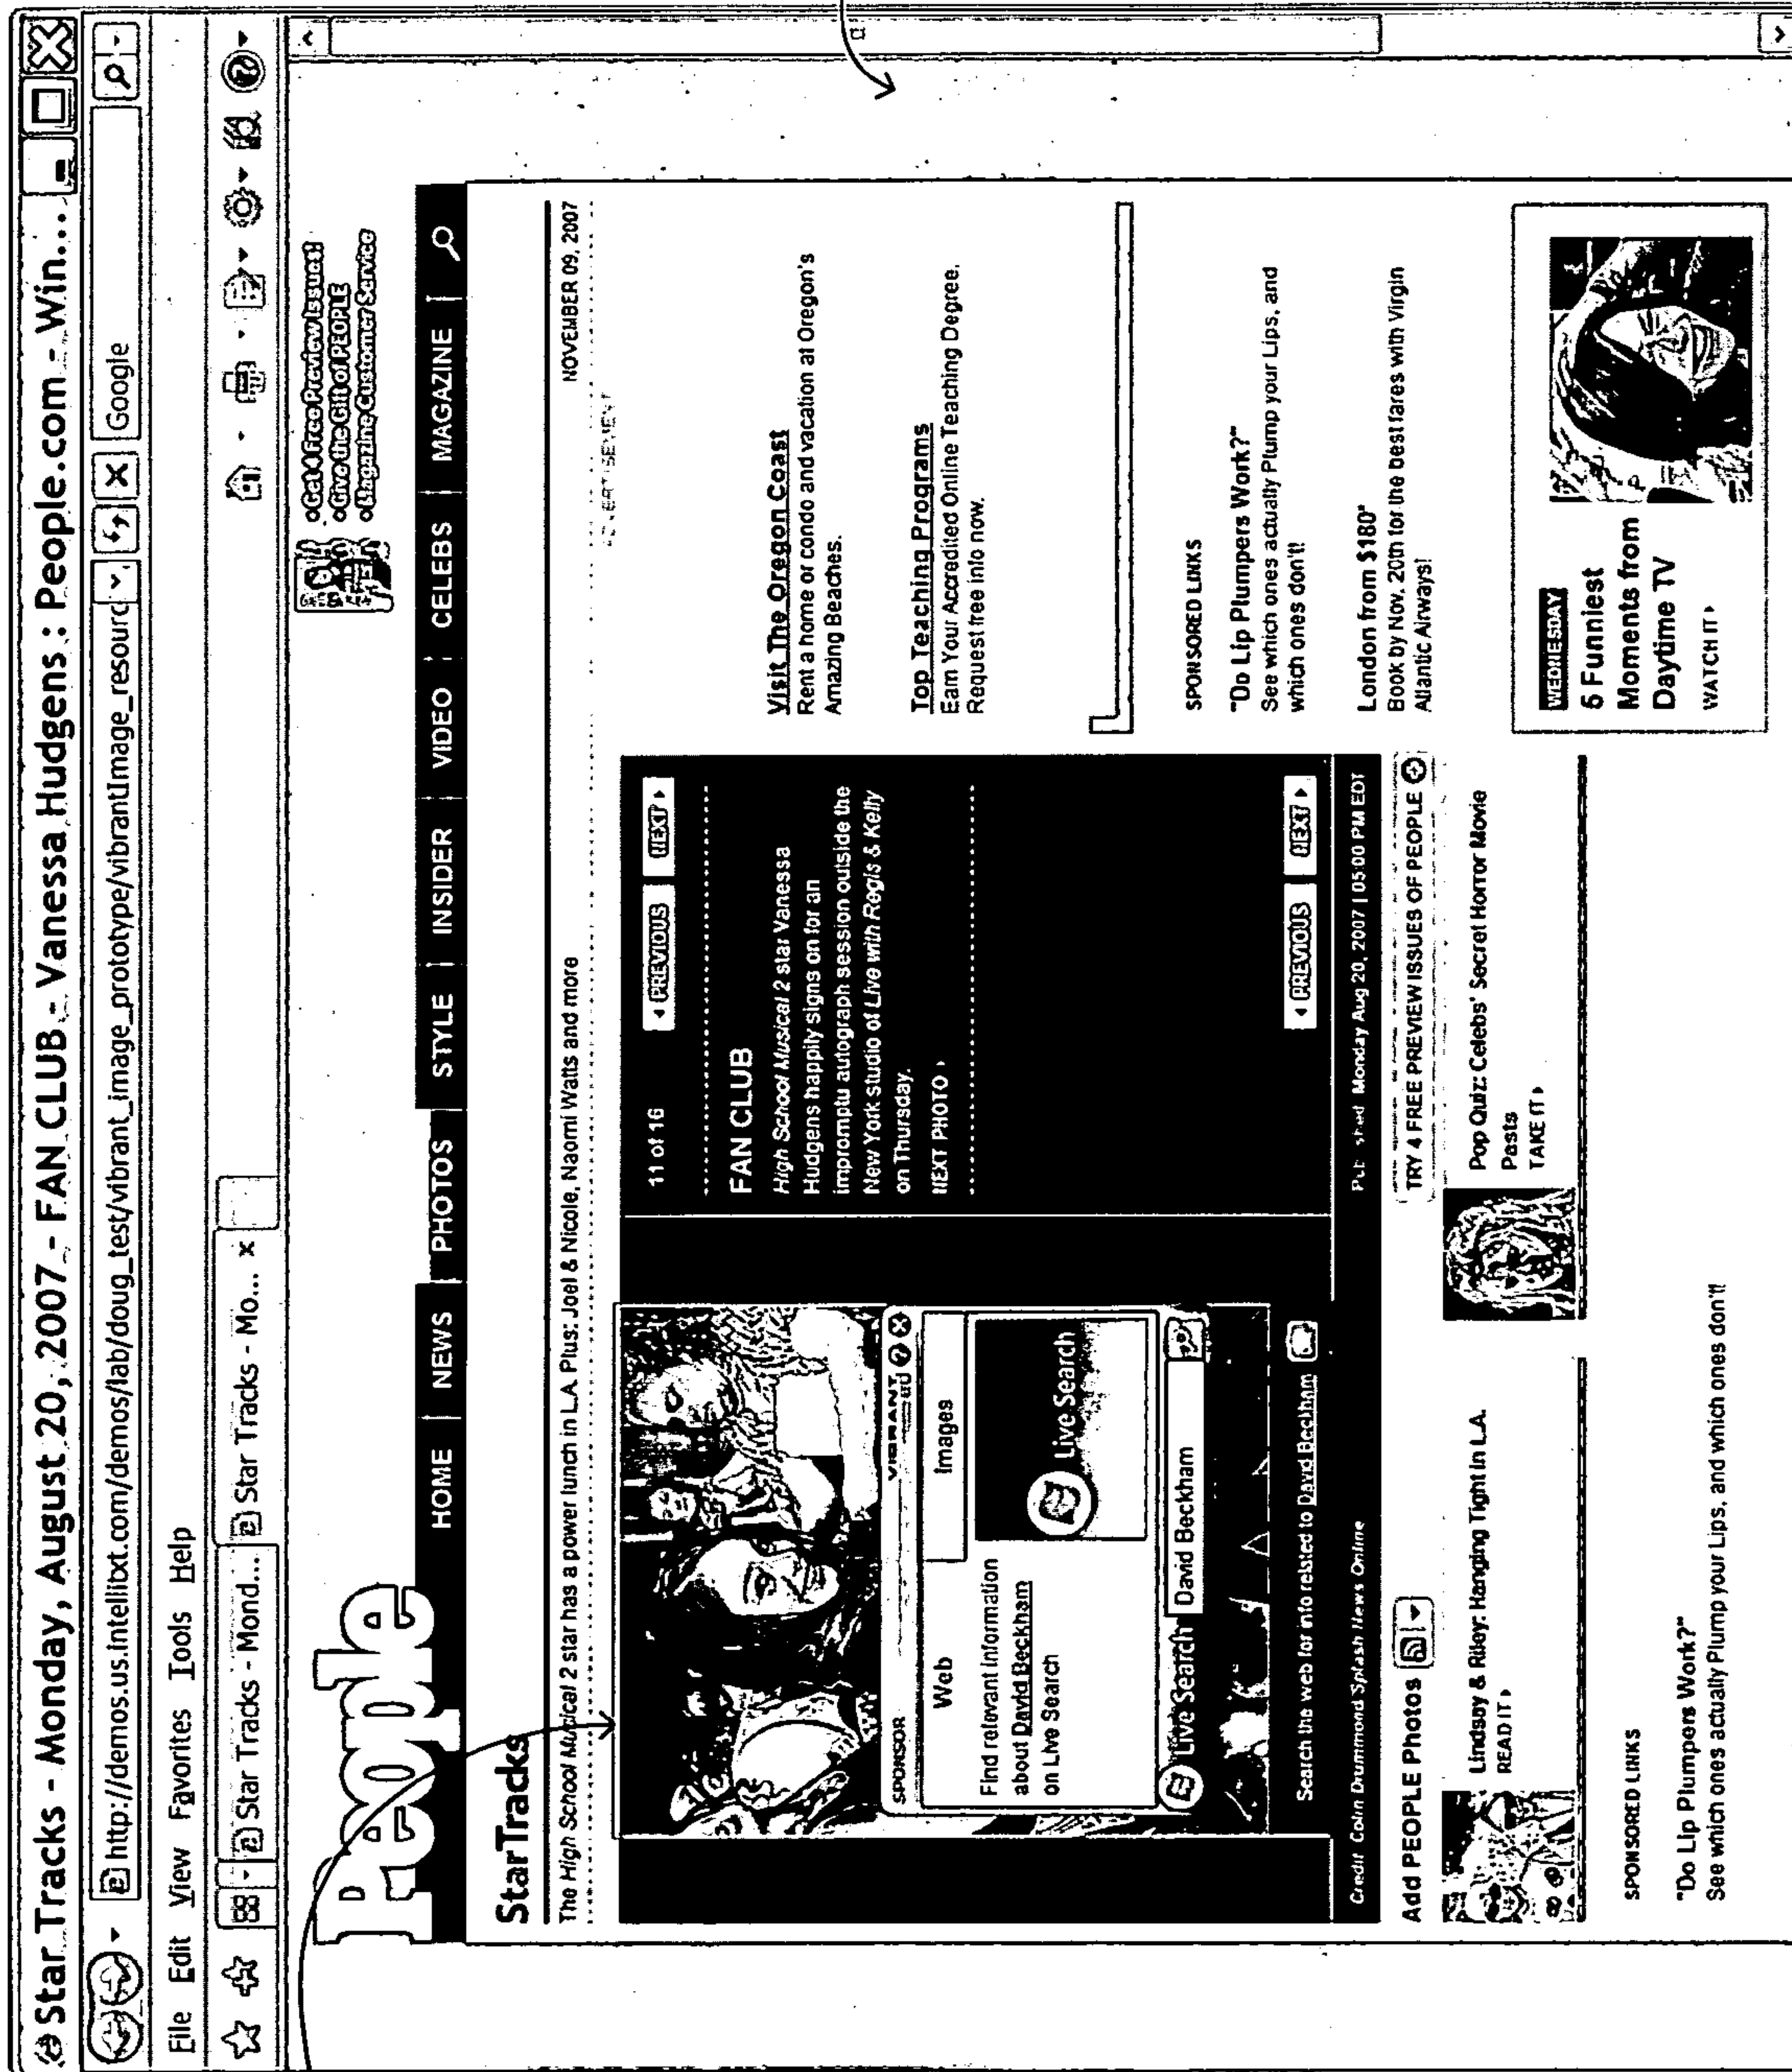 Star Tracks - Monday, August 20, 2007 - FAN CLUB - Vanessa Hudgens : People.com - Win...
http://demos.us.intellitxt.com/demos/lab/doug_test/vibrant_image_prototype/vibrantImage_resourc
Google
File Edit View Favorites Tools Help
Star Tracks - Mond...
Star Tracks - Mo... x
People
Get 4 Free Preview Issues!
Give the Gift of PEOPLE
Magazine Customer Service
HOME NEWS PHOTOS STYLE INSIDER VIDEO CELEBS MAGAZINE
StarTracks
The High School Musical 2 star has a power lunch in L.A. Plus: Joel & Nicole, Naomi Watts and more
NOVEMBER 09, 2007
ADVERTISEMENT
SPONSOR
VIBRANT
Web
Images
Find relevant information
about David Beckham
on Live Search
Live Search
Live Search David Beckham
Search the web for info related to David Beckham
11 of 16
PREVIOUS NEXT
FAN CLUB
High School Musical 2 star Vanessa
Hudgens happily signs on for an
impromptu autograph session outside the
New York studio of Live with Regis & Kelly
on Thursday.
NEXT PHOTO
PREVIOUS NEXT
Credit Colin Drummond Splash News Online
Published Monday Aug 20, 2007 | 05:00 PM EDT
Add PEOPLE Photos
TRY 4 FREE PREVIEW ISSUES OF PEOPLE
Lindsay & Riley: Hanging Tight in L.A.
READ IT
Pop Quiz: Celebs' Secret Horror Movie
Pasts
TAKE IT
SPONSORED LINKS
"Do Lip Plumpers Work?"
See which ones actually Plump your Lips, and which ones don't!
Visit The Oregon Coast
Rent a home or condo and vacation at Oregon's
Amazing Beaches.
Top Teaching Programs
Earn Your Accredited Online Teaching Degree.
Request free info now.
SPONSORED LINKS
"Do Lip Plumpers Work?"
See which ones actually Plump your Lips, and
which ones don't!
London from $180*
Book by Nov. 20th for the best fares with Virgin
Atlantic Airways!
WEDNESDAY
5 Funniest
Moments from
Daytime TV
WATCH IT